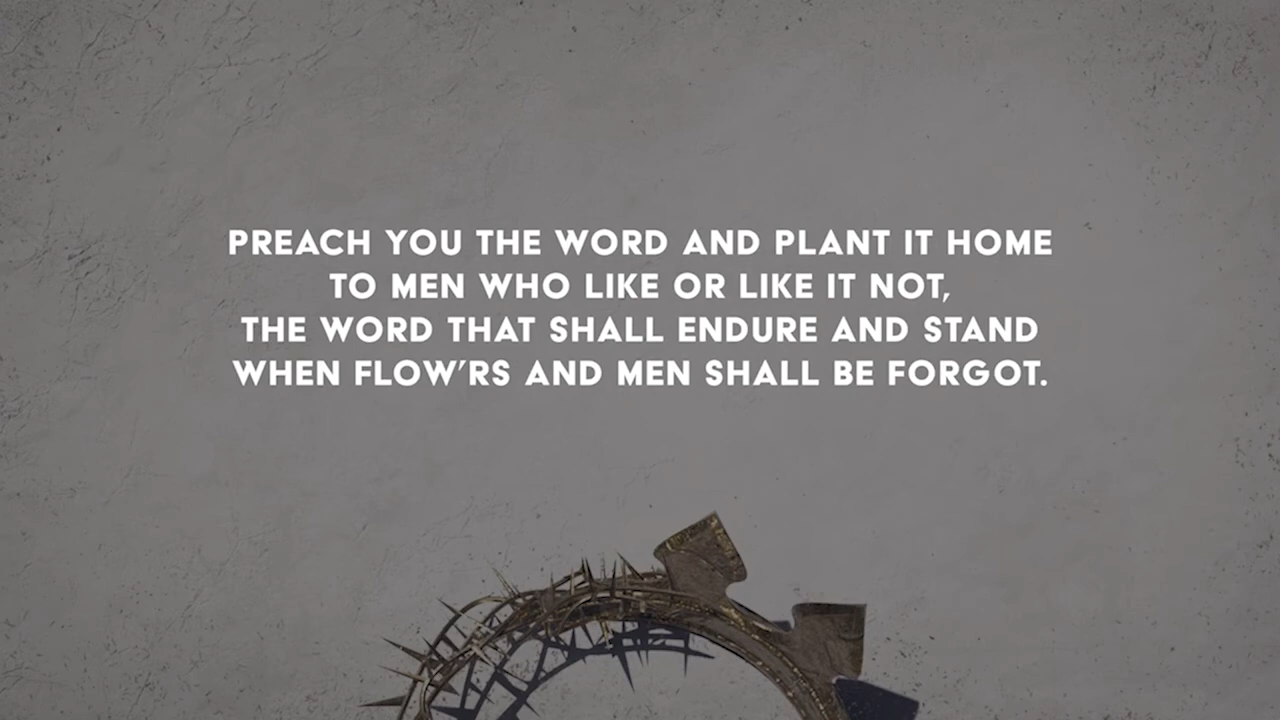 PREACH YOU THE WORD AND PLANT IT HOME
TO MEN WHO LIKE OR LIKE IT NOT,
THE WORD THAT SHALL ENDURE AND STAND
WHEN FLOW’RS AND MEN SHALL BE FORGOT.